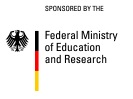 SPONSORED BY THE
Federal Ministry
of Education
and Research